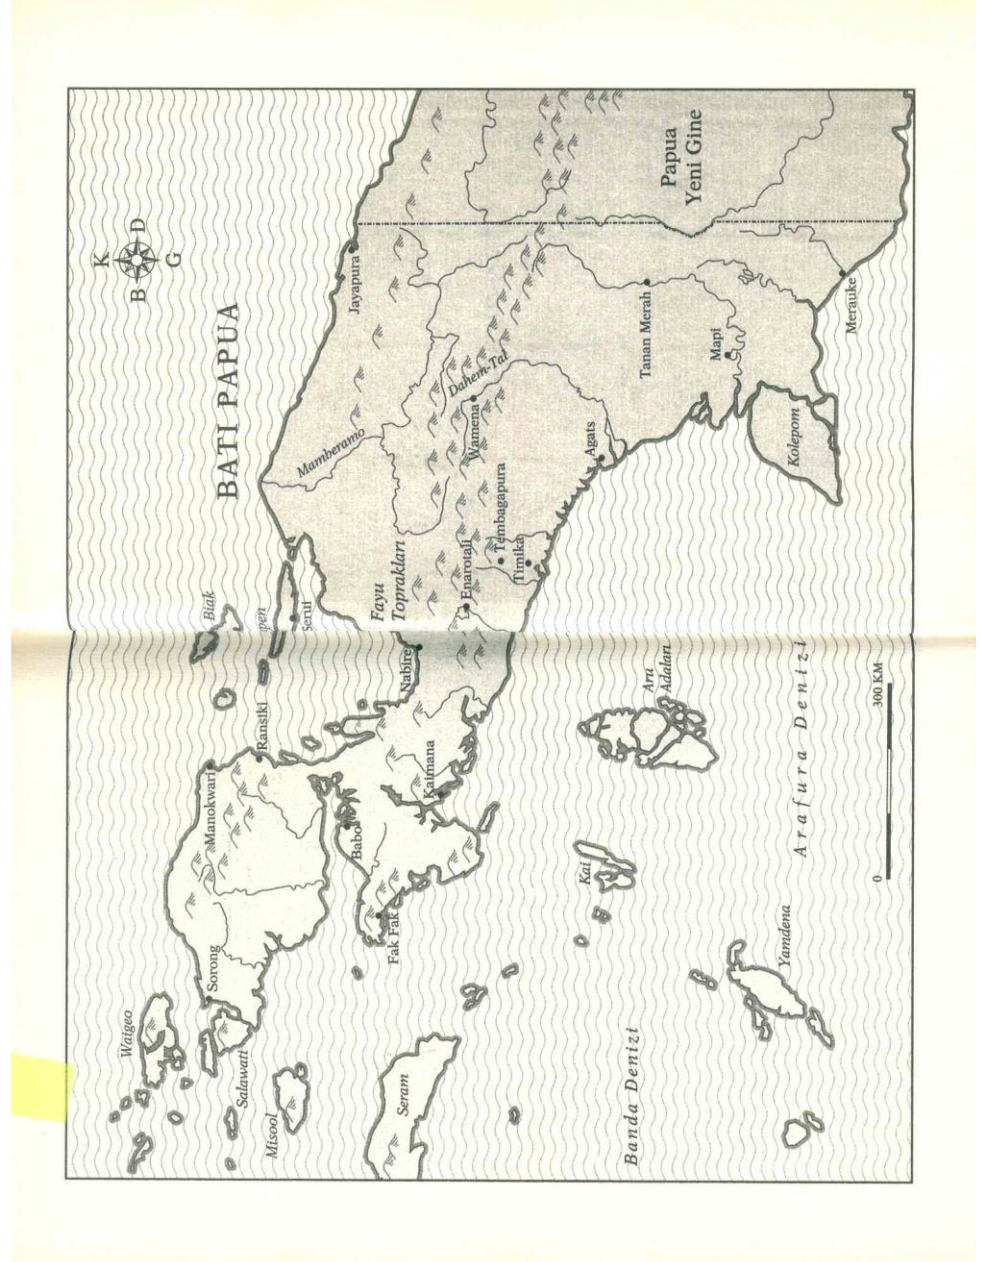 K
B D
G
BATI PAPUA
Waigeo
Sorong
Salawati
Misool
Manokwari
Ransiki
Biak
pen
Serui
Mamberamo
Jayapura
Fak Fak
Babo
Kaimana
Nabire
Fayu
Toprakları
Enarotali
Tembagapura
Timika
Wamena
Dahem-Tal
Agats
Tanan Merah
Mapi
Merauke
Kolepom
Papua
Yeni Gine
Seram
Kai
Aru
Adaları
Banda Denizi
Yamdena
Arafura Denizi
0 300 KM